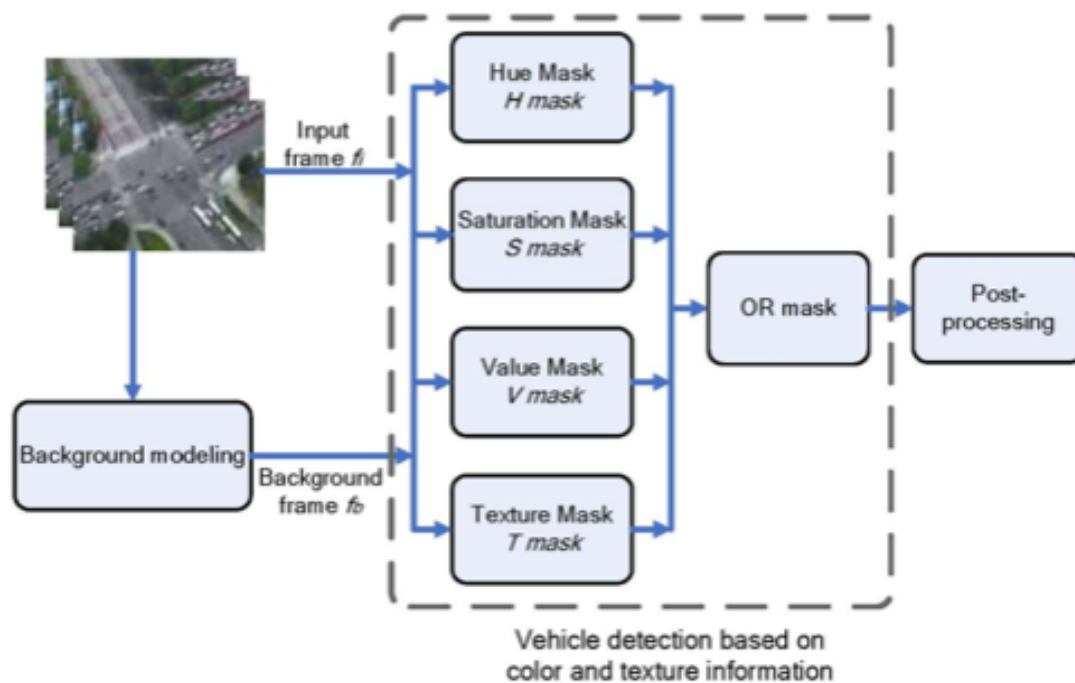 Input
frame fi
Background modeling
Background
frame fb
Hue Mask
H mask
Saturation Mask
S mask
Value Mask
V mask
Texture Mask
T mask
OR mask
Post-
processing
Vehicle detection based on
color and texture information